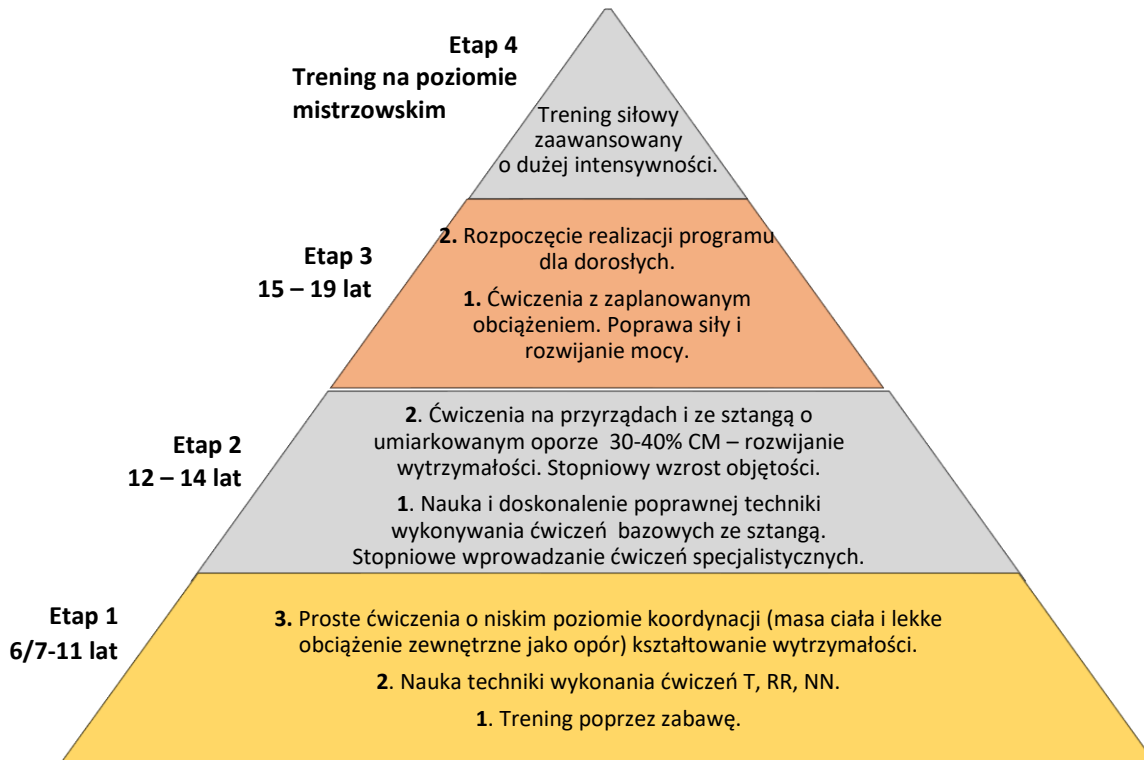 Etap 4
Trening na poziomie
mistrzowskim
Trening siłowy
zaawansowany
o dużej intensywności.
Etap 3
15 – 19 lat
2. Rozpoczęcie realizacji programu
dla dorosłych.
1. Ćwiczenia z zaplanowanym
obciążeniem. Poprawa siły i
rozwijanie mocy.
Etap 2
12 – 14 lat
2. Ćwiczenia na przyrządach i ze sztangą o
umiarkowanym oporze 30-40% CM – rozwijanie
wytrzymałości. Stopniowy wzrost objętości.
1. Nauka i doskonalenie poprawnej techniki
wykonywania ćwiczeń bazowych ze sztangą.
Stopniowe wprowadzanie ćwiczeń specjalistycznych.
Etap 1
6/7-11 lat
3. Proste ćwiczenia o niskim poziomie koordynacji (masa ciała i lekke
obciążenie zewnętrzne jako opór) kształtowanie wytrzymałości.
2. Nauka techniki wykonania ćwiczeń T, RR, NN.
1. Trening poprzez zabawę.